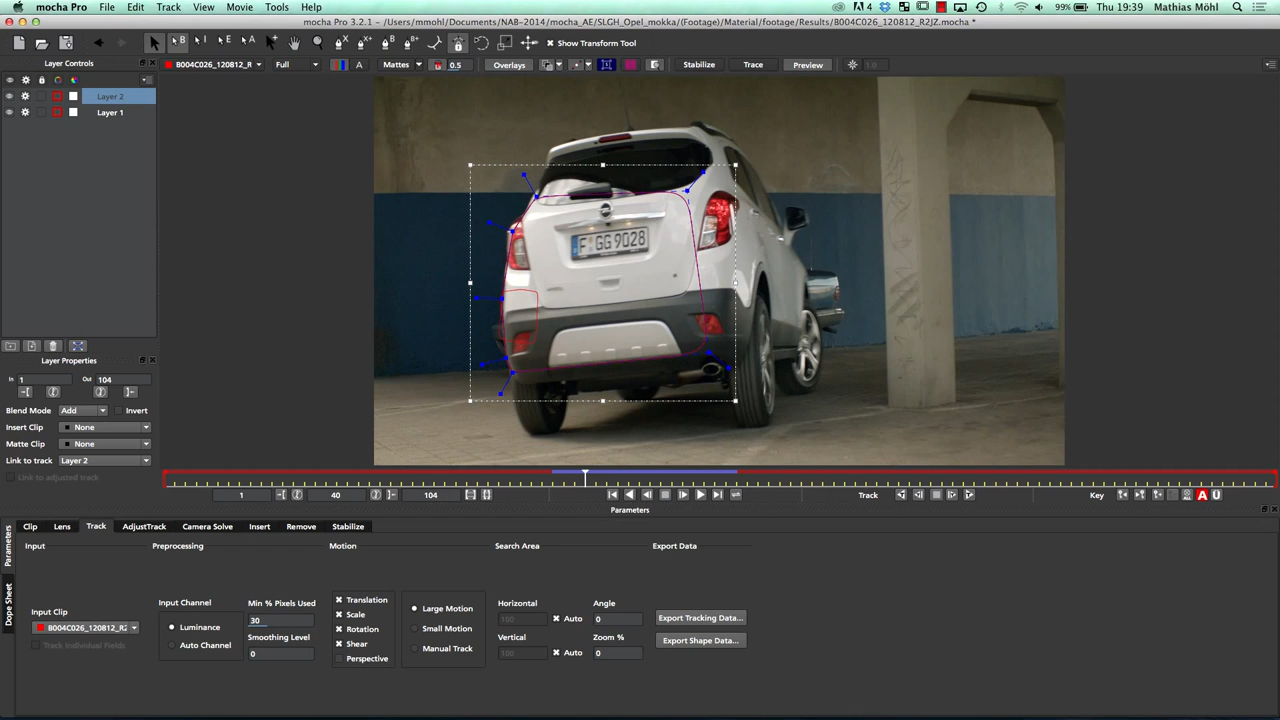 mocha Pro File Edit Track View Movie Tools Help 99% Thu 19:39 Mathias Möhl
mocha Pro 3.2.1 - /Users/mmohl/Documents/NAB-2014/mocha_AE/SLGH_Opel_mokka/(Footage)/Material/footage/Results/B004C026_120812_R2JZ.mocha *
Show Transform Tool
Layer Controls
B004C026_120812_R
Full
Mattes
0.5
Overlays
Stabilize
Trace
Preview
1.0
Layer 2
Layer 1
F GG 9028
Layer Properties
In 1 Out 104
Blend Mode Add Invert
Insert Clip None
Matte Clip None
Link to track Layer 2
Link to adjusted track
1 40 104 Track Key A Ü
Parameters
Parameters
Dope Sheet
Clip Lens Track AdjustTrack Camera Solve Insert Remove Stabilize
Input Preprocessing Motion Search Area Export Data
Input Clip
B004C026_120812_R2
Track Individual Fields
Input Channel
Luminance
Auto Channel
Min % Pixels Used
30
Smoothing Level
0
Translation
Scale
Rotation
Shear
Perspective
Large Motion
Small Motion
Manual Track
Horizontal Angle
100 Auto 0
Vertical Zoom %
100 Auto 0
Export Tracking Data...
Export Shape Data...